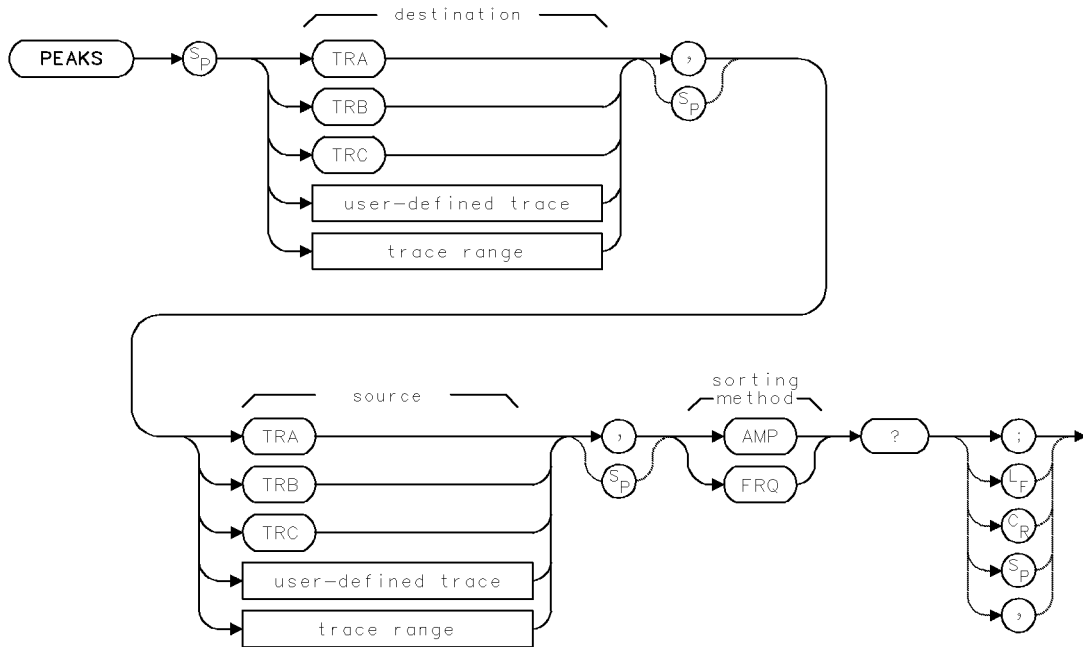 destination
PEAKS SP TRA ,
TRB SP
TRC
user-defined trace
trace range
source
sorting
method
TRA , AMP ? ;
TRB SP FRQ LF
TRC CR
user-defined trace SP
trace range ,